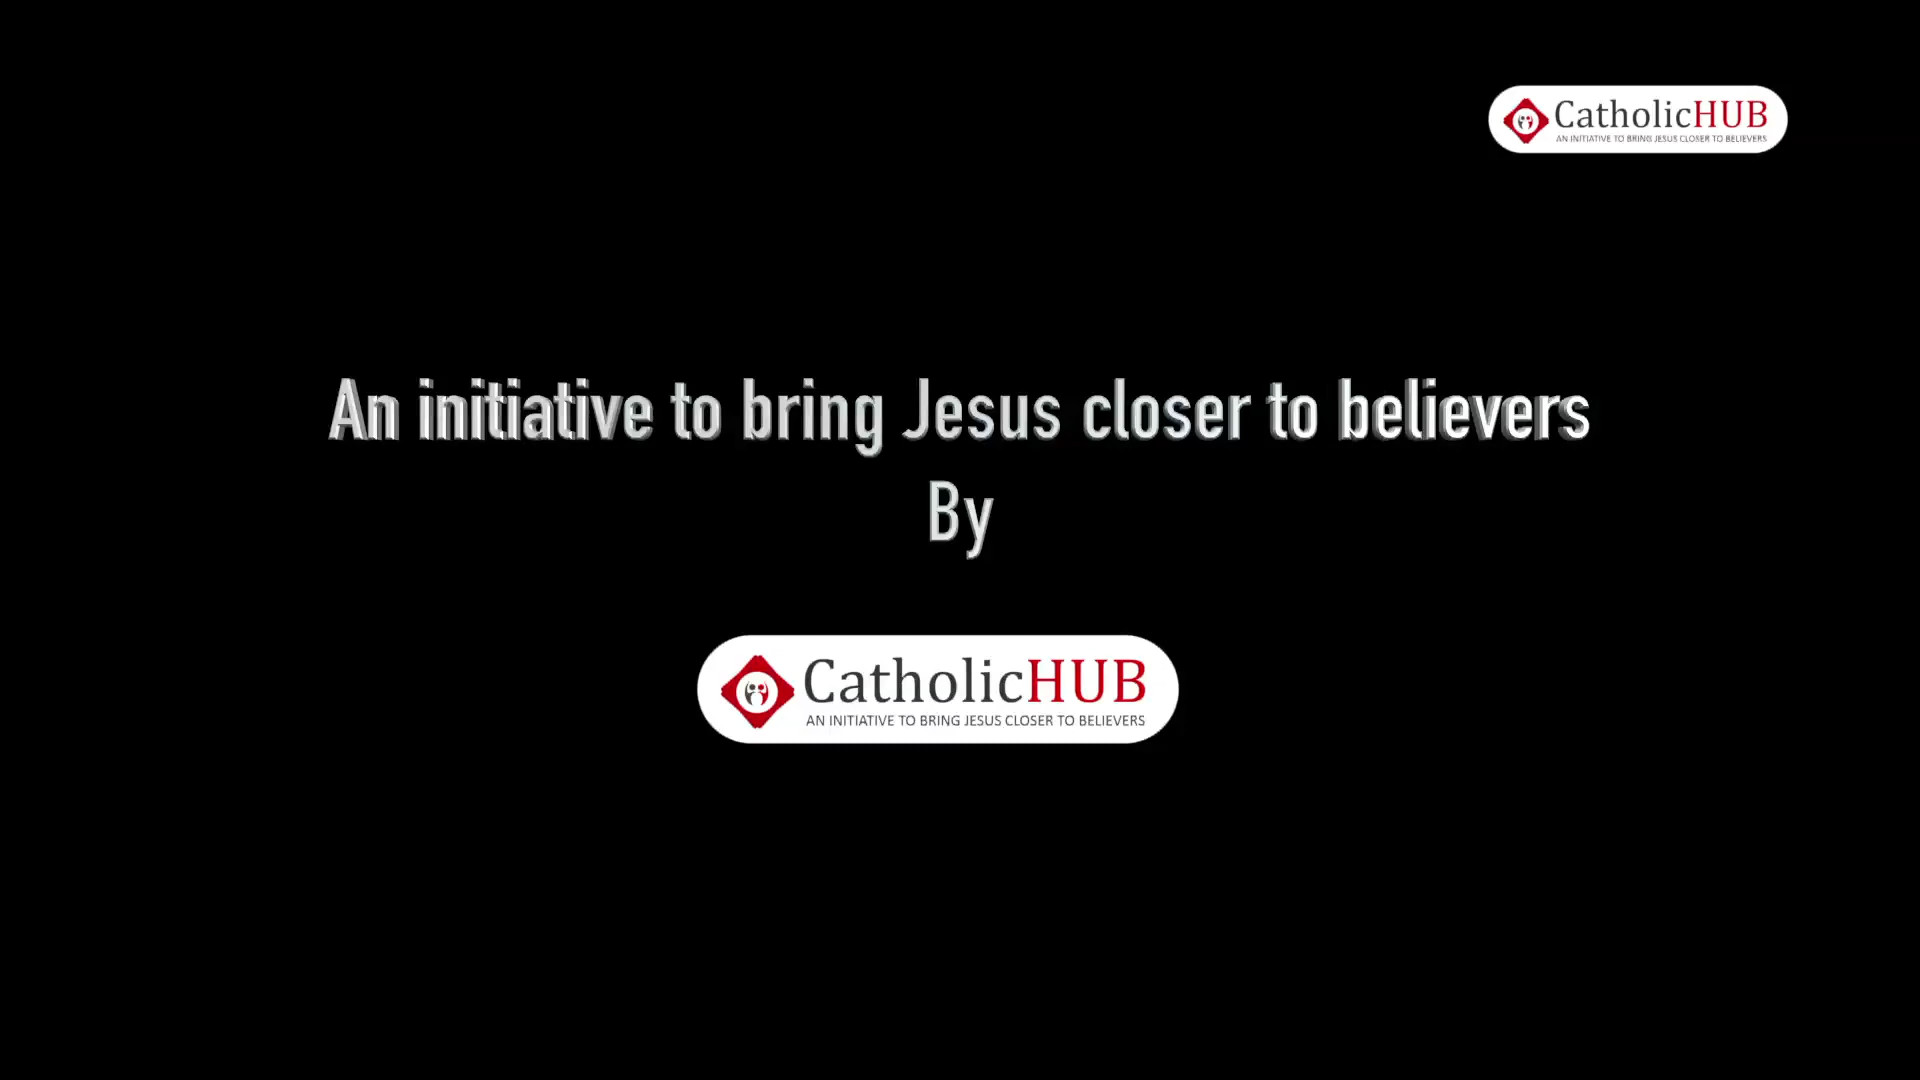 CatholicHUB
AN INITIATIVE TO BRING JESUS CLOSER TO BELIEVERS
An initiative to bring Jesus closer to believers
By
CatholicHUB
AN INITIATIVE TO BRING JESUS CLOSER TO BELIEVERS